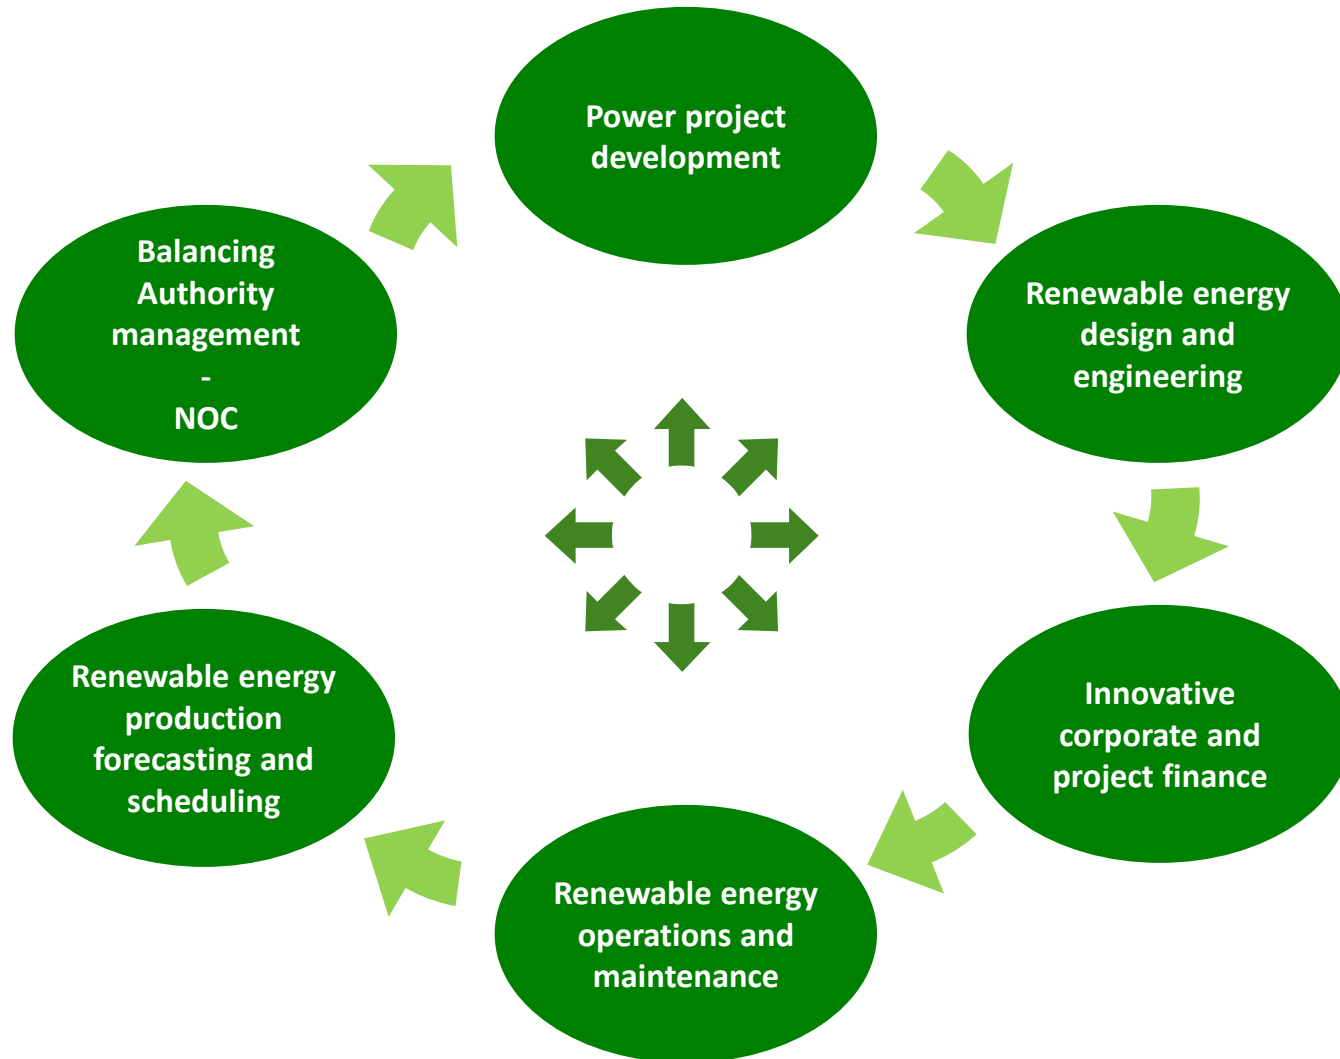 Power project
development
Renewable energy
design and
engineering
Innovative
corporate and
project finance
Renewable energy
operations and
maintenance
Renewable energy
production
forecasting and
scheduling
Balancing
Authority
management
-
NOC